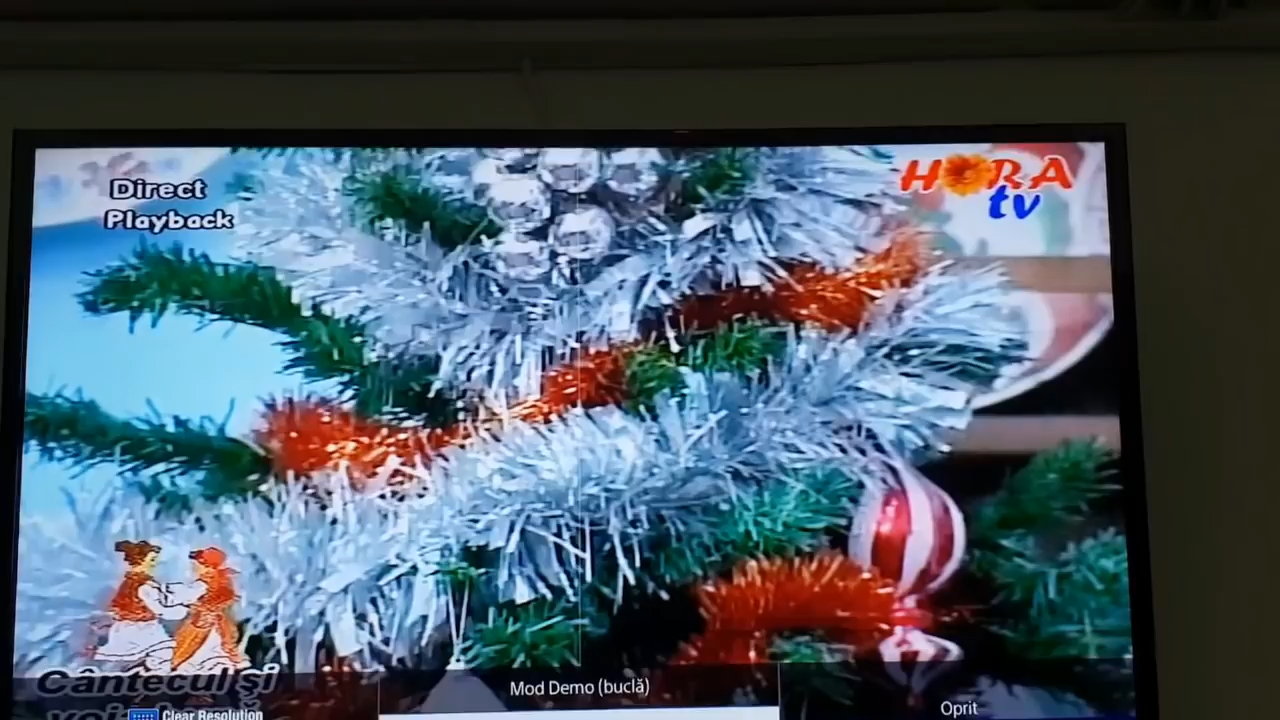 Direct
Playback
HORA
tv
Cântecul și
Clear Resolution
Mod Demo (buclă)
Oprit